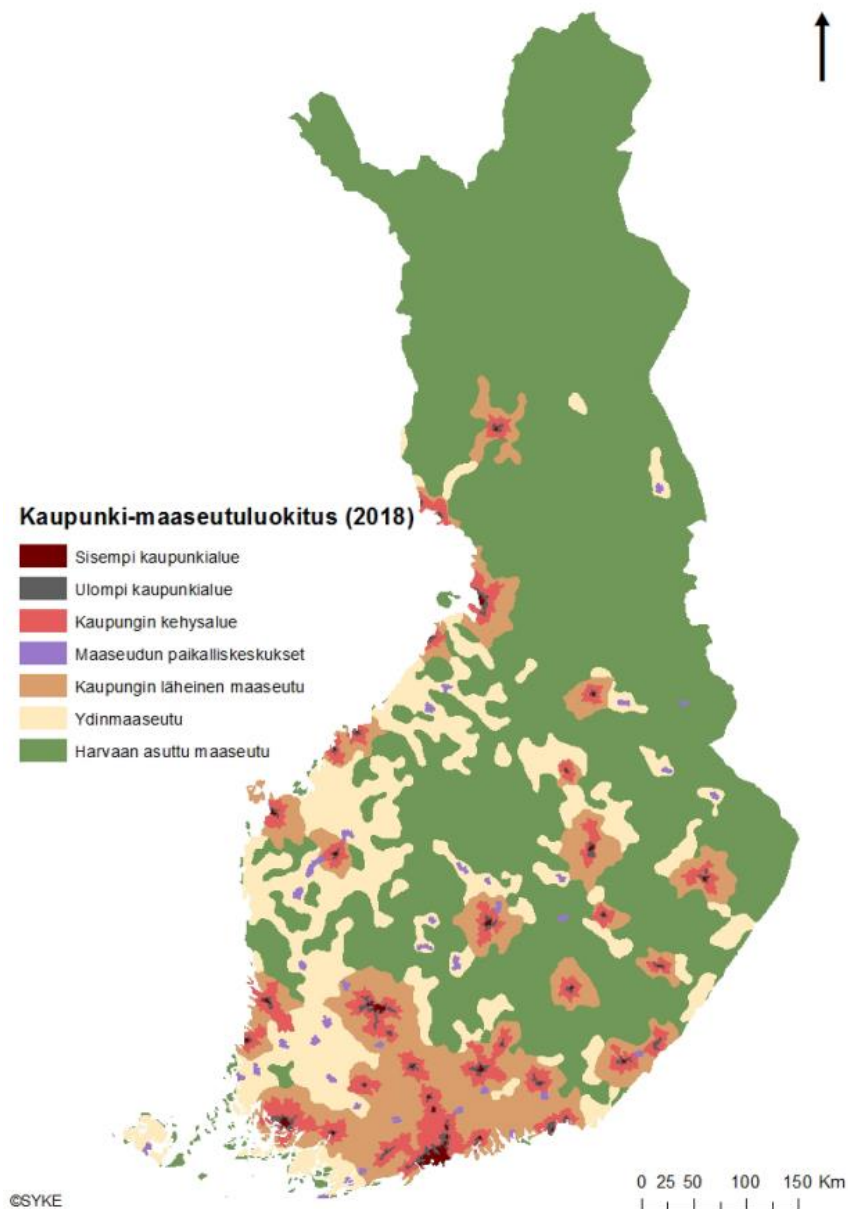 Kaupunki-maaseutuluokitus (2018)
Sisempi kaupunkialue
Ulompi kaupunkialue
Kaupungin kehysalue
Maaseudun paikalliskeskukset
Kaupungin läheinen maaseutu
Ydinmaaseutu
Harvaan asuttu maaseutu
©SYKE
0 25 50 100 150 Km